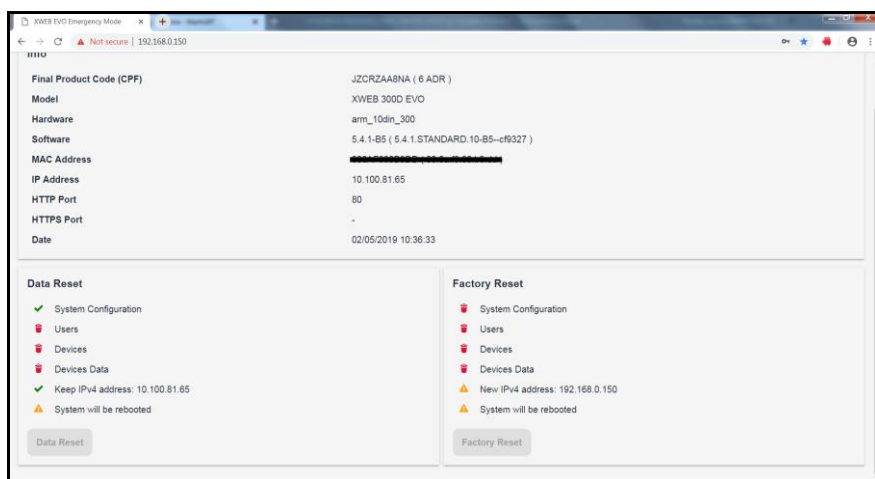 XWEB EVO Emergency Mode
Not secure | 192.168.0.150
Info
Final Product Code (CPF) JZCRZAA8NA ( 6 ADR )
Model XWEB 300D EVO
Hardware arm_10din_300
Software 5.4.1-B5 ( 5.4.1.STANDARD.10-B5--cf9327 )
MAC Address
IP Address 10.100.81.65
HTTP Port 80
HTTPS Port -
Date 02/05/2019 10:36:33
Data Reset
System Configuration
Users
Devices
Devices Data
Keep IPv4 address: 10.100.81.65
System will be rebooted
Data Reset
Factory Reset
System Configuration
Users
Devices
Devices Data
New IPv4 address: 192.168.0.150
System will be rebooted
Factory Reset